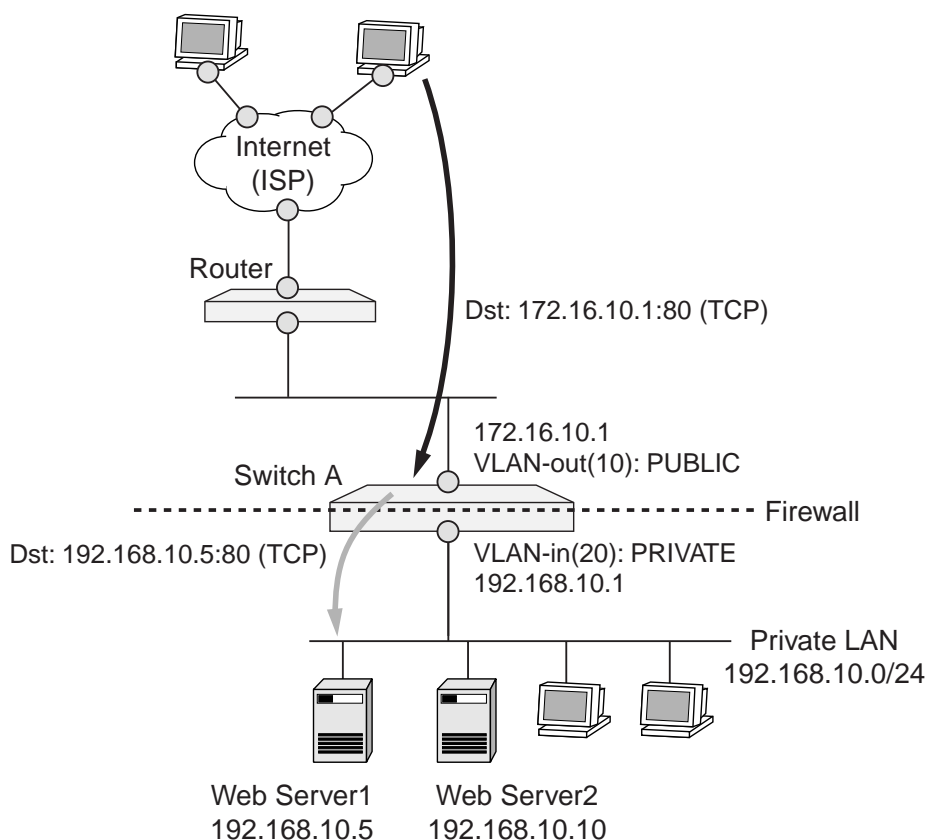 Internet
(ISP)
Router
Dst: 172.16.10.1:80 (TCP)
172.16.10.1
VLAN-out(10): PUBLIC
Switch A
Firewall
Dst: 192.168.10.5:80 (TCP)
VLAN-in(20): PRIVATE
192.168.10.1
Private LAN
192.168.10.0/24
Web Server1
192.168.10.5
Web Server2
192.168.10.10